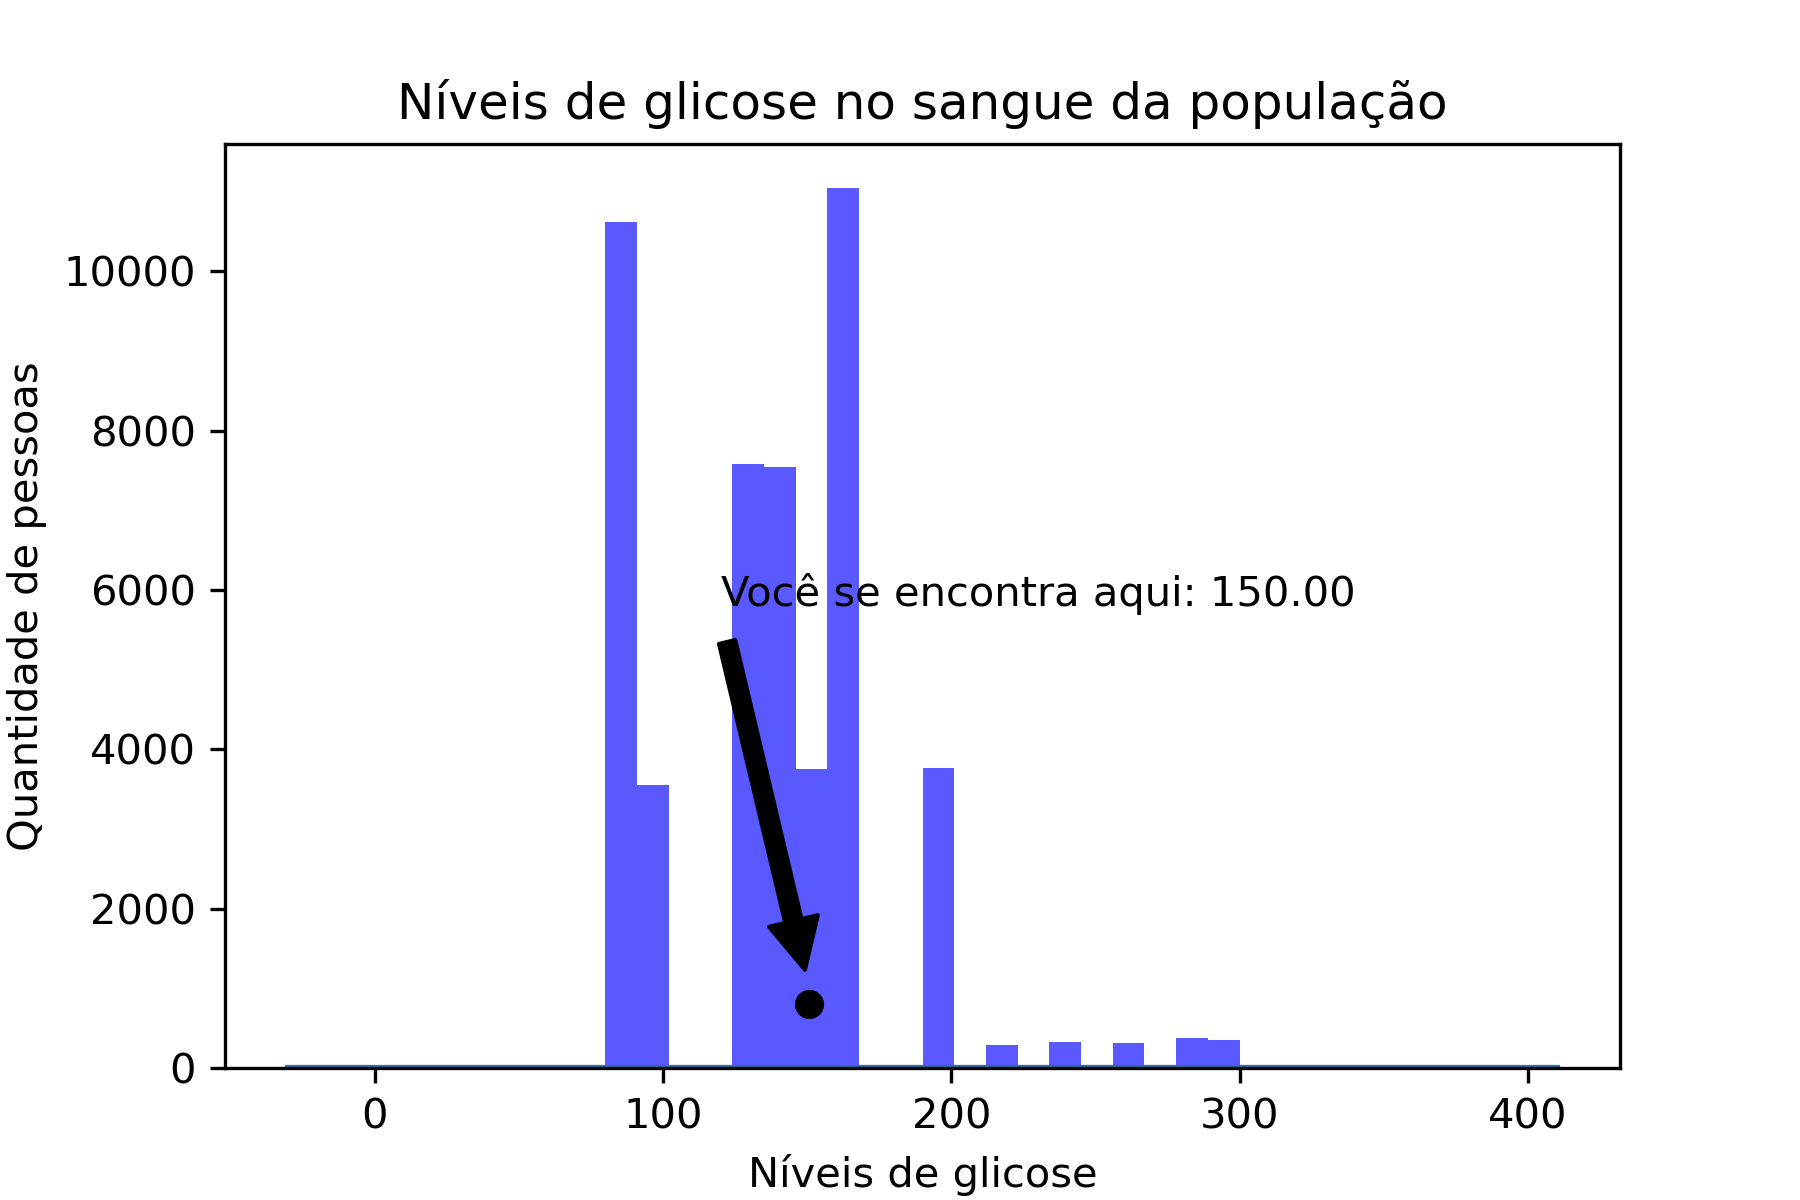 Níveis de glicose no sangue da população
Quantidade de pessoas
10000
8000
6000
4000
2000
0
Você se encontra aqui: 150.00
0 100 200 300 400
Níveis de glicose